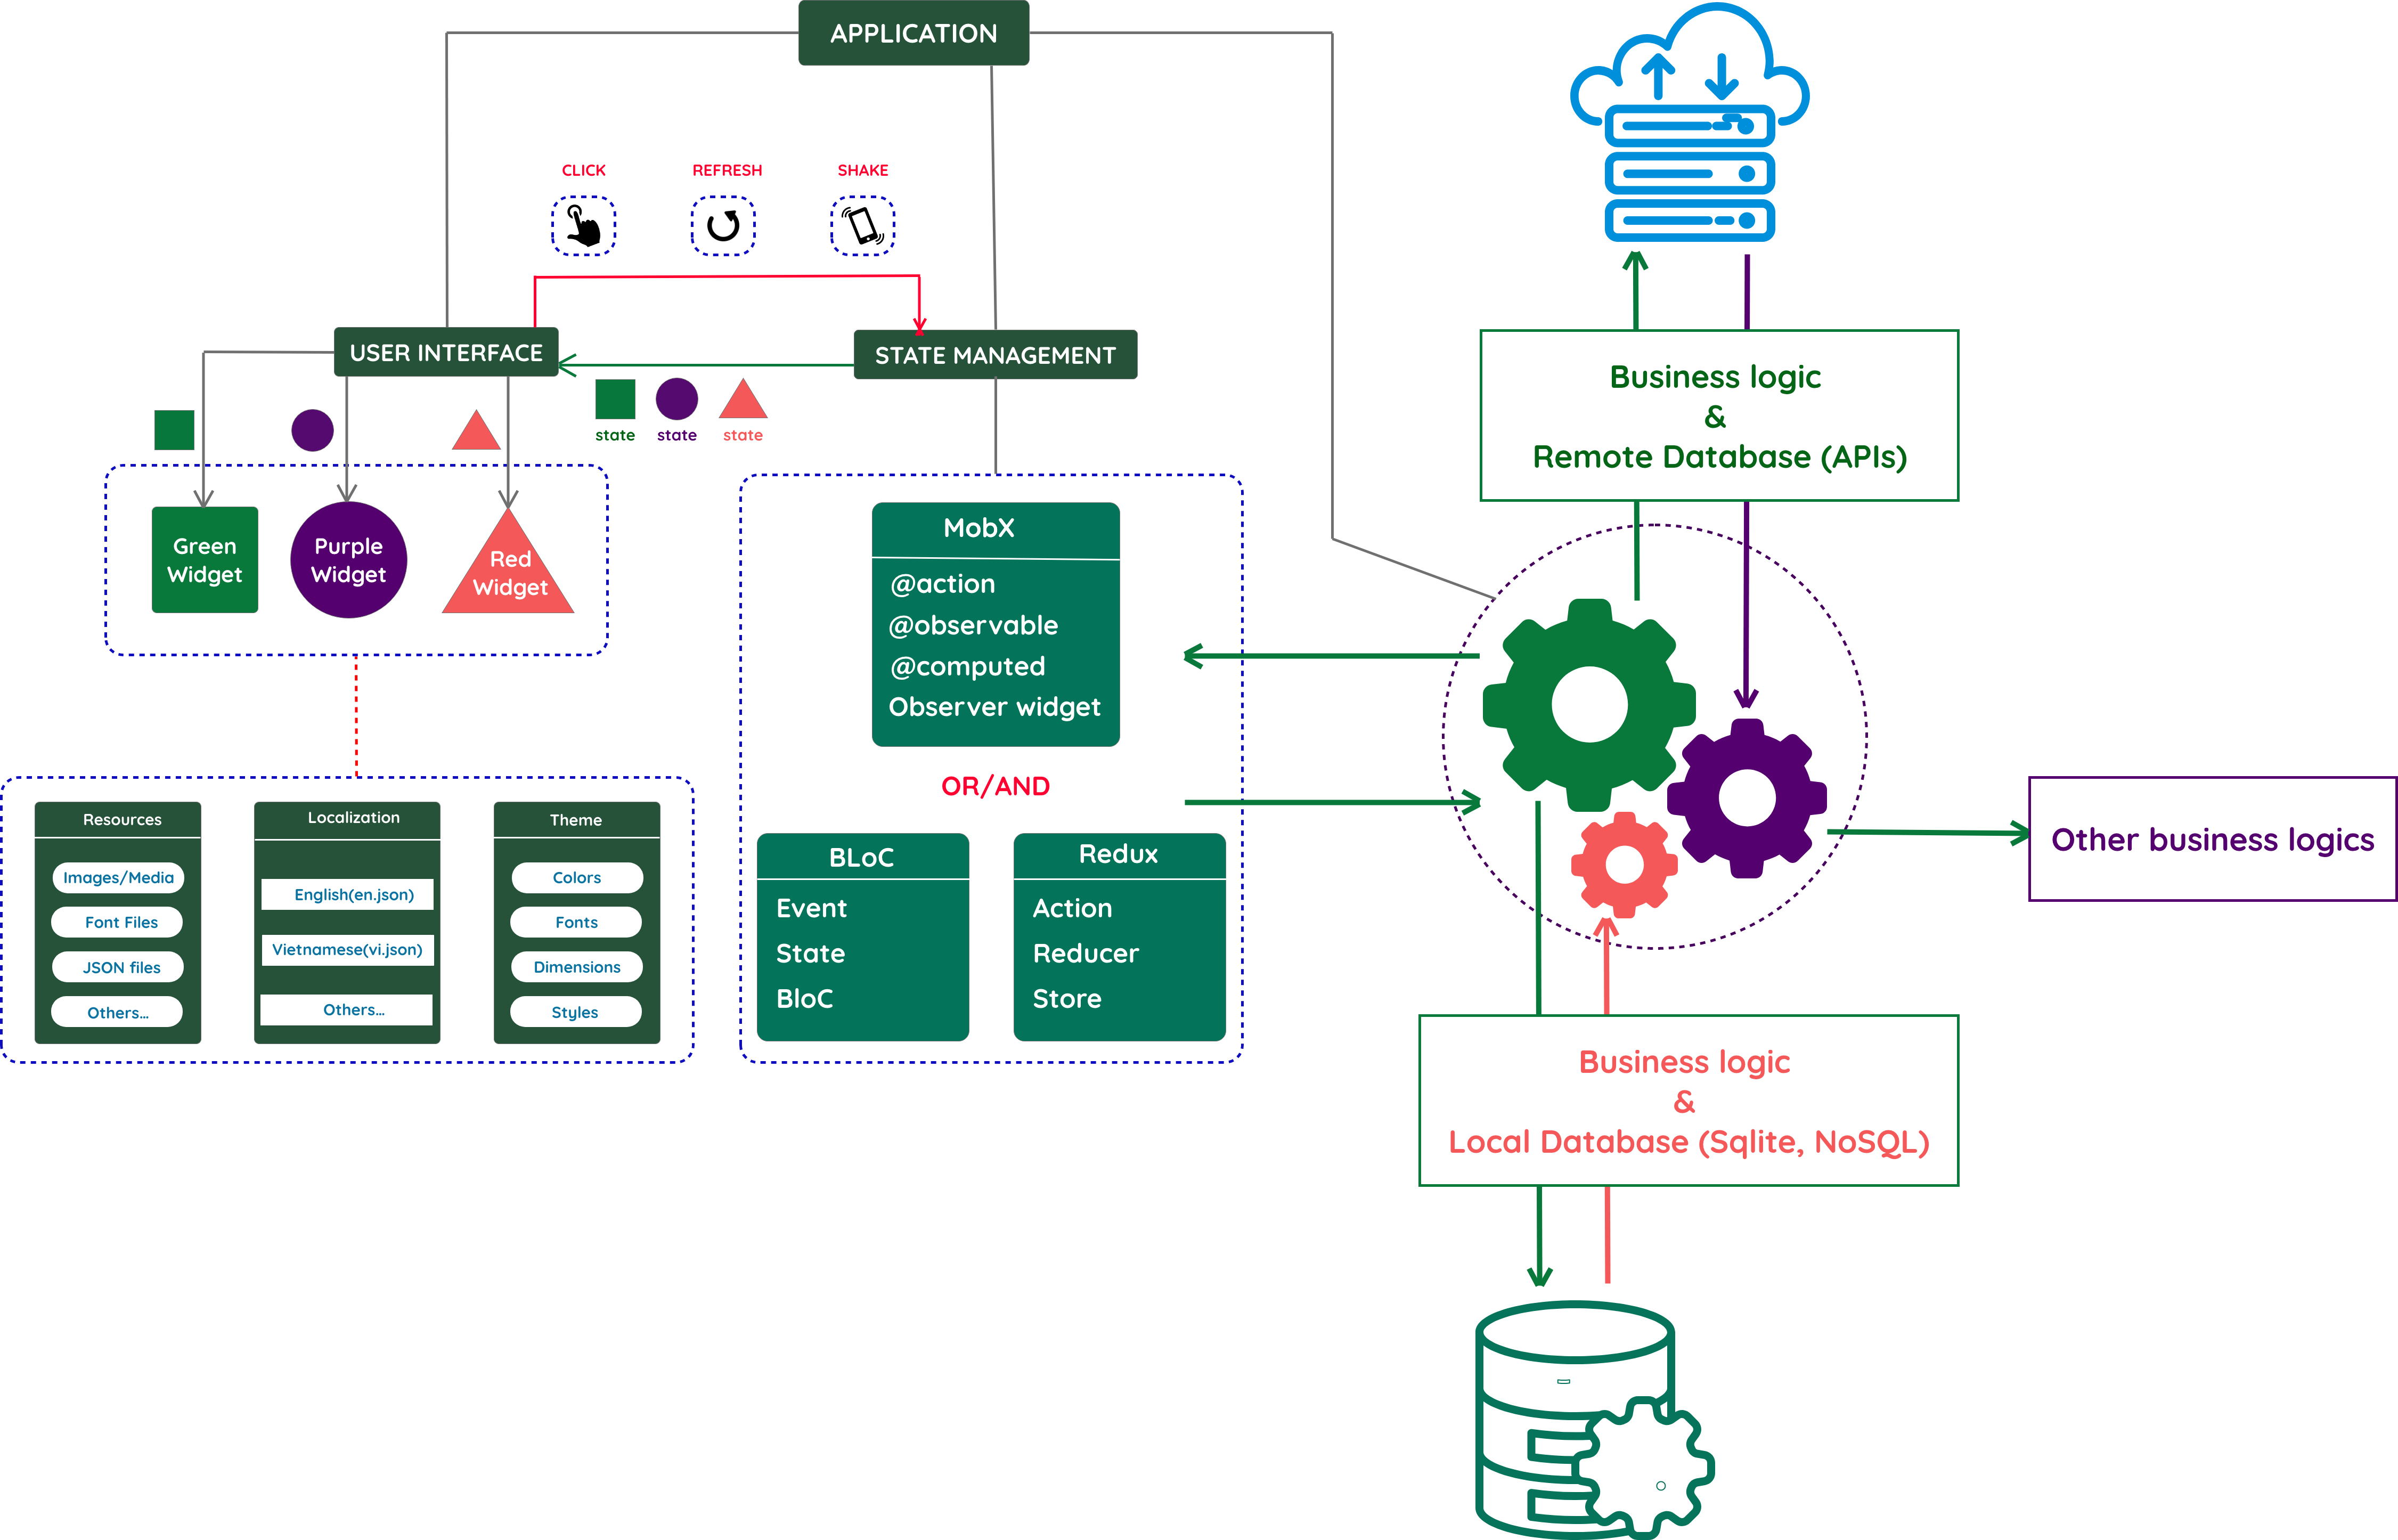 APPLICATION
CLICK
REFRESH
SHAKE
USER INTERFACE
STATE MANAGEMENT
state
state
state
Green
Widget
Purple
Widget
Red
Widget
Resources
Images/Media
Font Files
JSON files
Others...
Localization
English(en.json)
Vietnamese(vi.json)
Others...
Theme
Colors
Fonts
Dimensions
Styles
MobX
@action
@observable
@computed
Observer widget
OR/AND
BLoC
Event
State
BloC
Redux
Action
Reducer
Store
Business logic
&
Remote Database (APIs)
Other business logics
Business logic
&
Local Database (Sqlite, NoSQL)